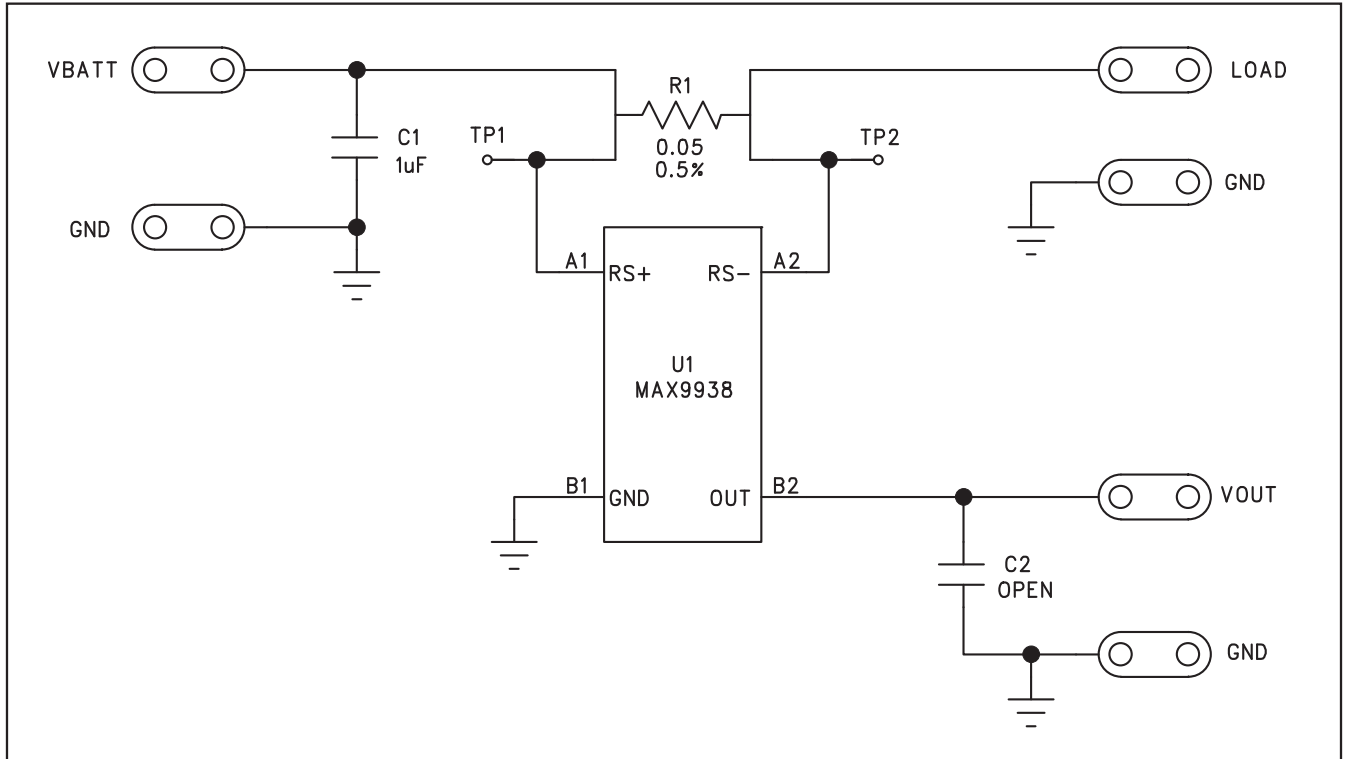 VBATT
LOAD
R1
C1
1uF
TP1
0.05
0.5%
TP2
GND
GND
A1
RS+
RS-
A2
U1
MAX9938
B1
GND
OUT
B2
VOUT
C2
OPEN
GND